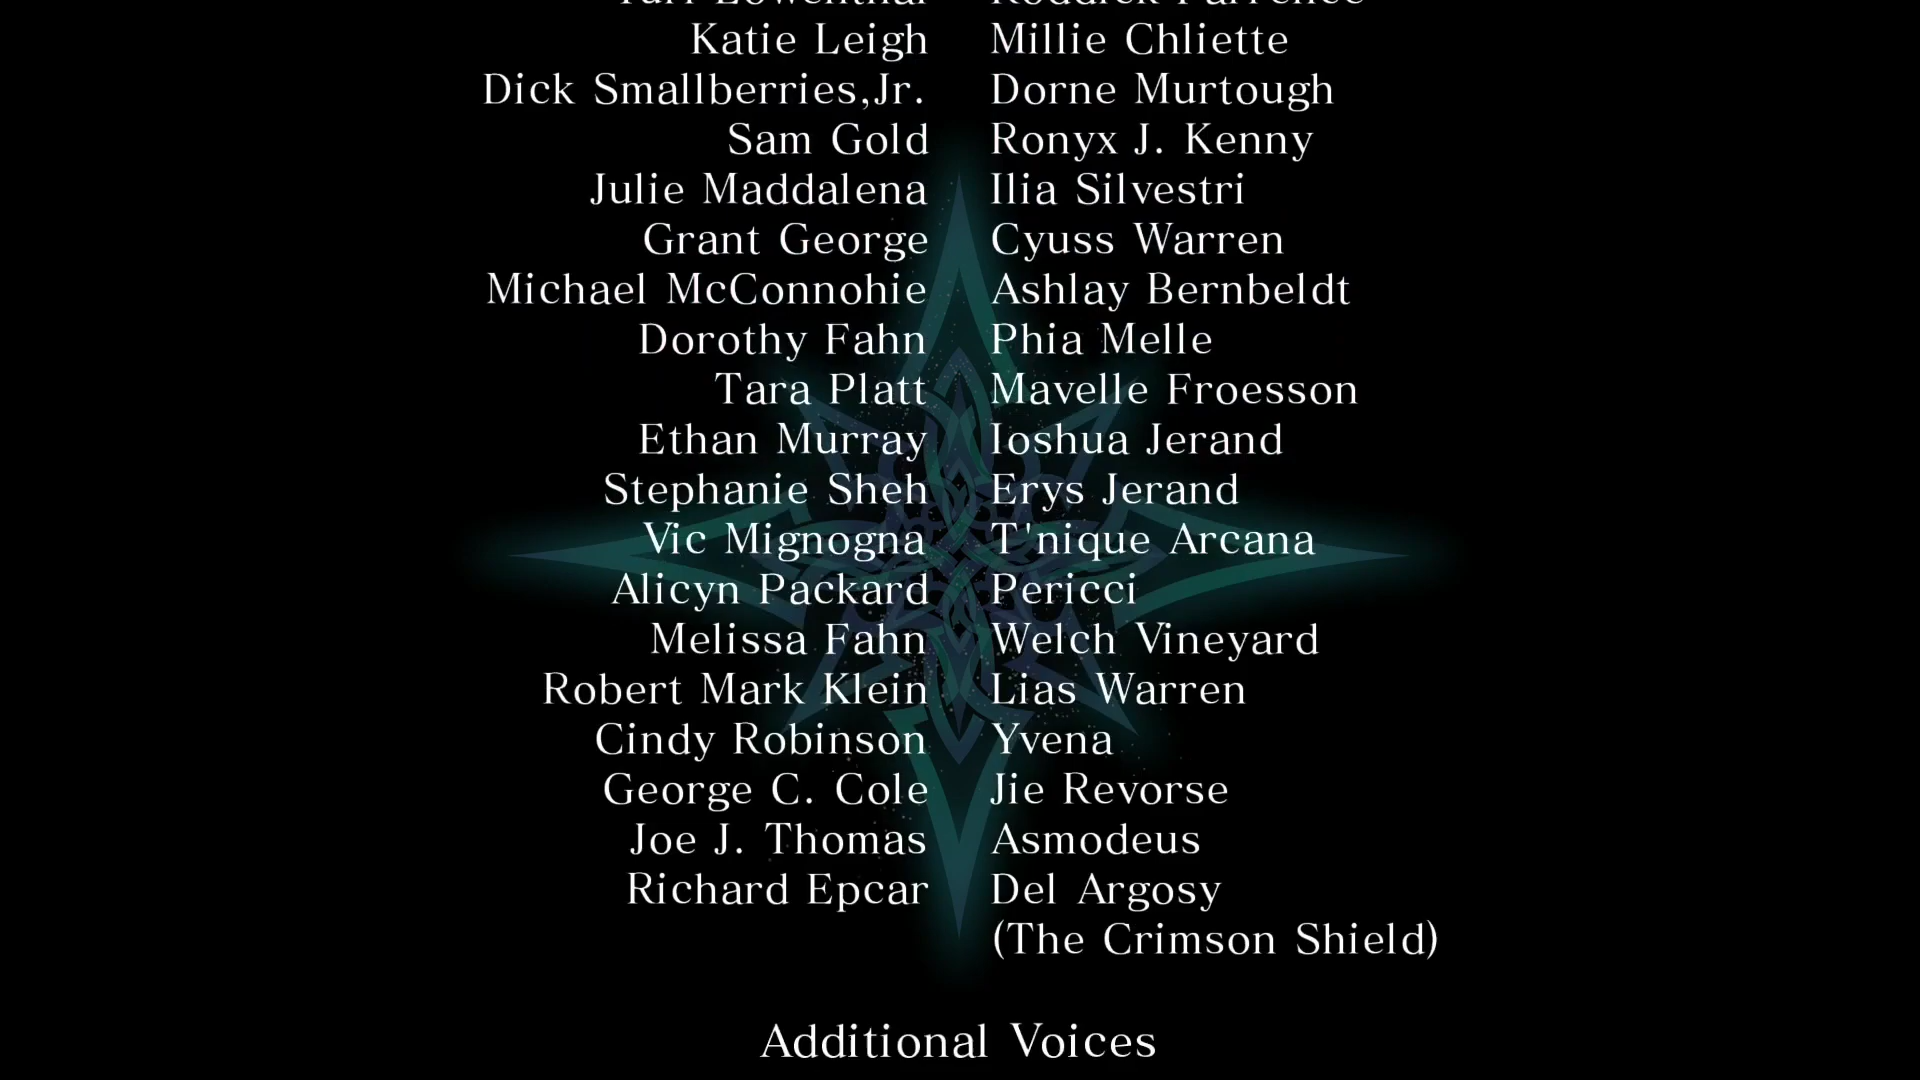 Yuri Lowenthal Roddick Farrence
Katie Leigh Millie Chliette
Dick Smallberries,Jr. Dorne Murtough
Sam Gold Ronyx J. Kenny
Julie Maddalena Ilia Silvestri
Grant George Cyuss Warren
Michael McConnohie Ashlay Bernbeldt
Dorothy Fahn Phia Melle
Tara Platt Mavelle Froesson
Ethan Murray Ioshua Jerand
Stephanie Sheh Erys Jerand
Vic Mignogna T'nique Arcana
Alicyn Packard Pericci
Melissa Fahn Welch Vineyard
Robert Mark Klein Lias Warren
Cindy Robinson Yvena
George C. Cole Jie Revorse
Joe J. Thomas Asmodeus
Richard Epcar Del Argosy
(The Crimson Shield)
Additional Voices